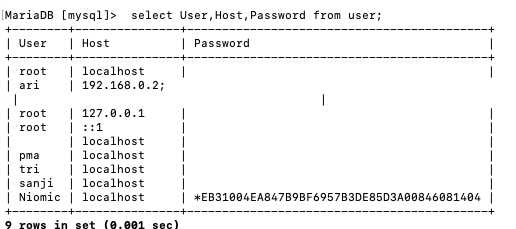 MariaDB [mysql]>  select User,Host,Password from user;
+--------+--------------+-------------------------------------------+
| User   | Host         | Password                                  |
+--------+--------------+-------------------------------------------+
| root   | localhost    |                                           |
| ari    | 192.168.0.2;
 |                                           |
| root   | 127.0.0.1    |                                           |
| root   | ::1          |                                           |
|        | localhost    |                                           |
| pma    | localhost    |                                           |
| tri    | localhost    |                                           |
| sanji  | localhost    |                                           |
| Niomic | localhost    | *EB31004EA847B9BF6957B3DE85D3A00846081404 |
+--------+--------------+-------------------------------------------+
9 rows in set (0.001 sec)